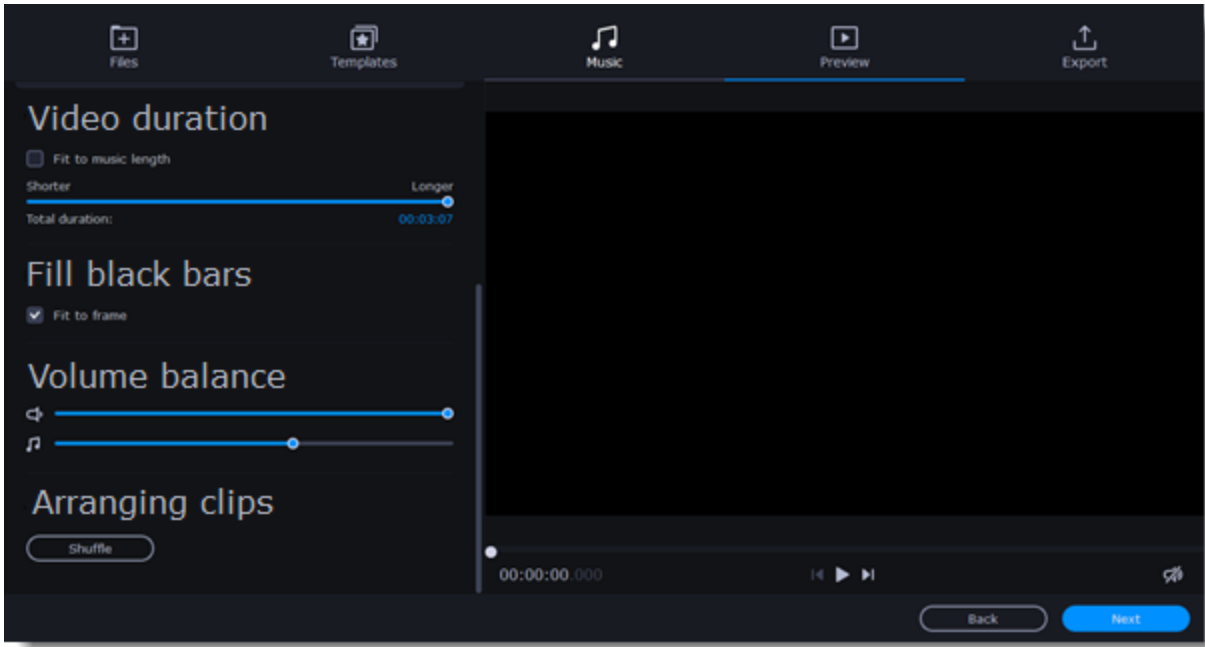 Files
Templates
Music
Preview
Export
Video duration
Fit to music length
Shorter
Longer
Total duration:
00:03:07
Fill black bars
Fit to frame
Volume balance
Arranging clips
Shuffle
00:00:00.000
Back
Next